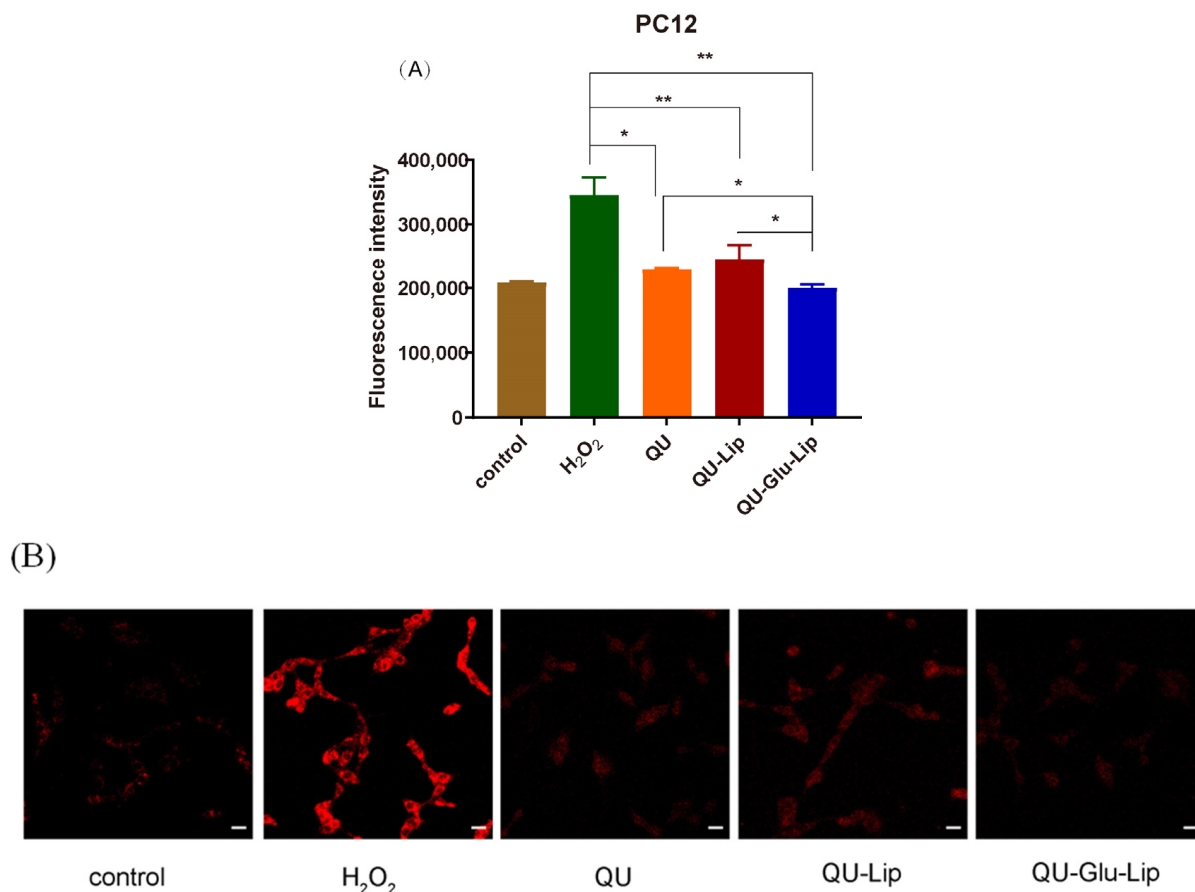 PC12
(A)
**
**
*
*
*
Fluorescenece intensity
400,000
300,000
200,000
100,000
0
control
H₂O₂
QU
QU-Lip
QU-Glu-Lip
(B)
control
H₂O₂
QU
QU-Lip
QU-Glu-Lip